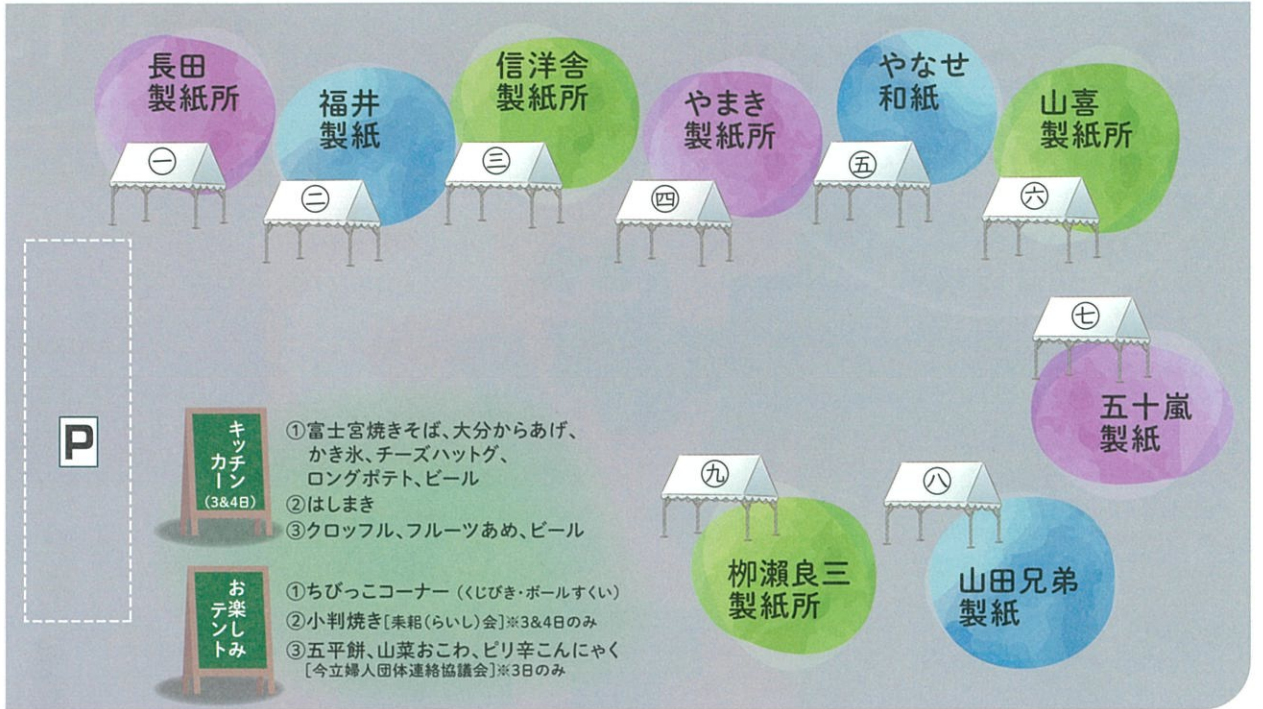 長田
製紙所
㊀
福井
製紙
㊁
信洋舎
製紙所
㊂
やまき
製紙所
㊃
やなせ
和紙
㊄
山喜
製紙所
㊅
㊆
五十嵐
製紙
㊇
山田兄弟
製紙
㊈
栁瀨良三
製紙所
P
キッチン
カー
(3&4日)
①富士宮焼きそば、大分からあげ、
かき氷、チーズハットグ、
ロングポテト、ビール
②はしまき
③クロッフル、フルーツあめ、ビール
お楽しみ
テント
①ちびっこコーナー(くじびき・ボールすくい)
②小判焼き[耒耜(らいし)会]※3&4日のみ
③五平餅、山菜おこわ、ピリ辛こんにゃく
[今立婦人団体連絡協議会]※3日のみ